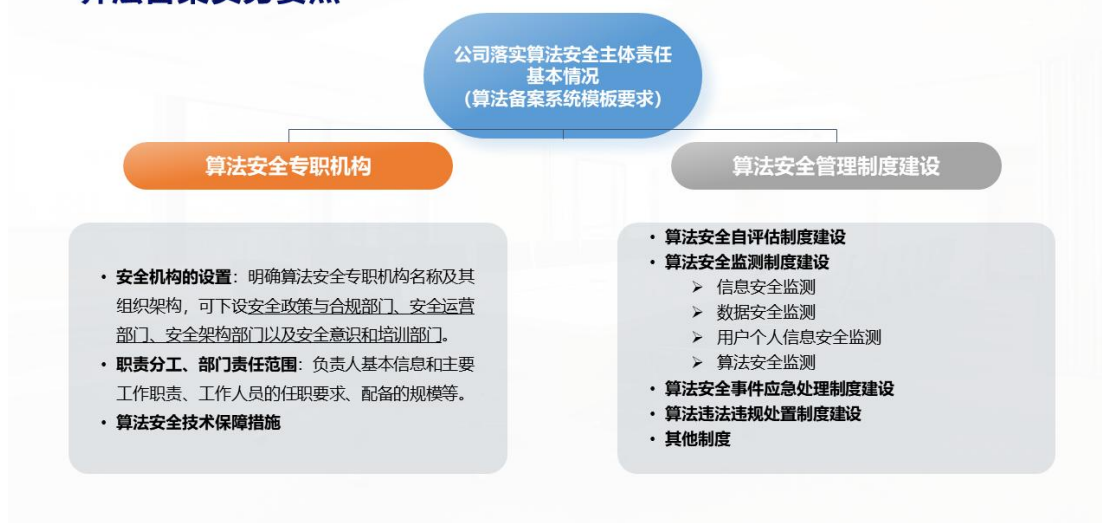 公司落实算法安全主体责任
基本情况
(算法备案系统模板要求)
算法安全专职机构
算法安全管理制度建设
• 安全机构的设置：明确算法安全专职机构名称及其
组织架构，可下设安全政策与合规部门、安全运营
部门、安全架构部门以及安全意识和培训部门。
• 职责分工、部门责任范围：负责人基本信息和主要
工作职责、工作人员的任职要求、配备的规模等。
• 算法安全技术保障措施
• 算法安全自评估制度建设
• 算法安全监测制度建设
➢ 信息安全监测
➢ 数据安全监测
➢ 用户个人信息安全监测
➢ 算法安全监测
• 算法安全事件应急处理制度建设
• 算法违法违规处置制度建设
• 其他制度